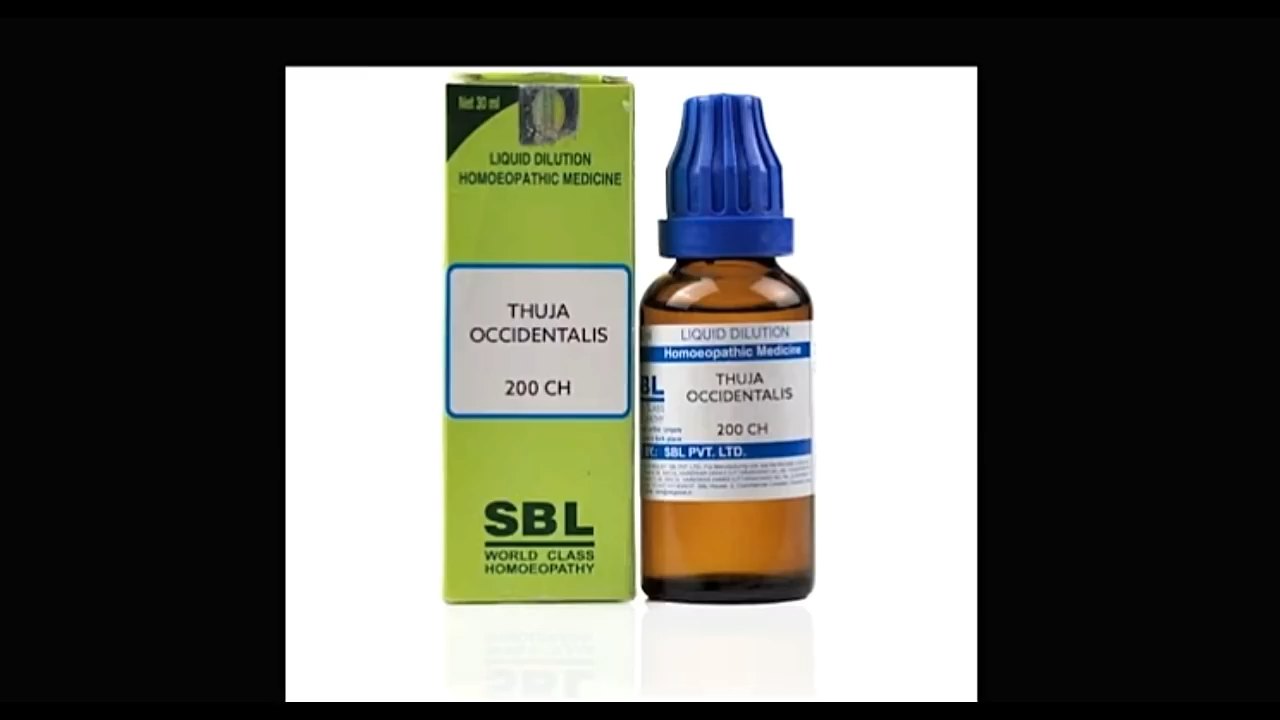 Net 30 ml
LIQUID DILUTION
HOMOEOPATHIC MEDICINE
THUJA
OCCIDENTALIS
200 CH
SBL
WORLD CLASS
HOMOEOPATHY
LIQUID DILUTION
Homoeopathic Medicine
BL
THUJA
OCCIDENTALIS
200 CH
SBL PVT. LTD.